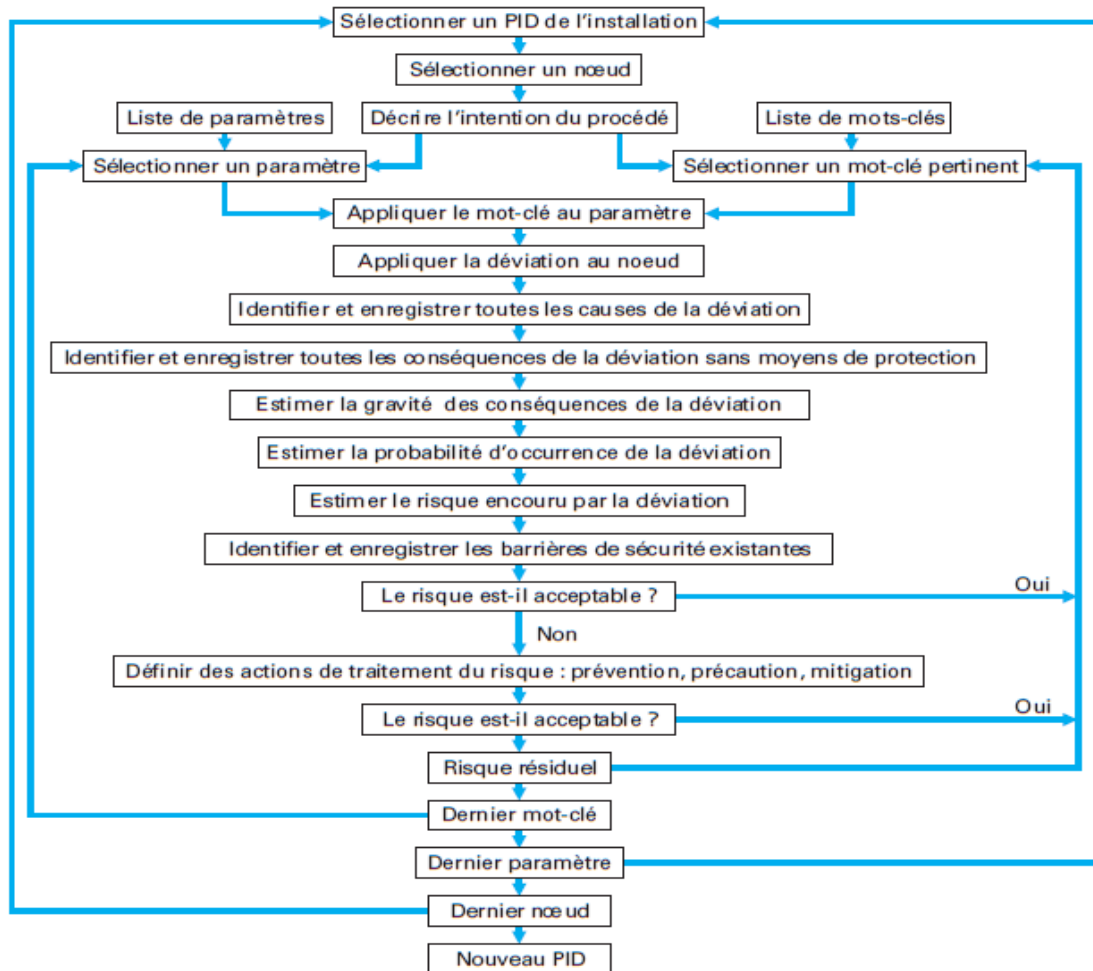 Sélectionner un PID de l'installation
Sélectionner un nœud
Liste de paramètres
Décrire l'intention du procédé
Liste de mots-clés
Sélectionner un paramètre
Sélectionner un mot-clé pertinent
Appliquer le mot-clé au paramètre
Appliquer la déviation au noeud
Identifier et enregistrer toutes les causes de la déviation
Identifier et enregistrer toutes les conséquences de la déviation sans moyens de protection
Estimer la gravité des conséquences de la déviation
Estimer la probabilité d'occurrence de la déviation
Estimer le risque encouru par la déviation
Identifier et enregistrer les barrières de sécurité existantes
Le risque est-il acceptable ?
Oui
Non
Définir des actions de traitement du risque : prévention, précaution, mitigation
Le risque est-il acceptable ?
Oui
Risque résiduel
Dernier mot-clé
Dernier paramètre
Dernier nœud
Nouveau PID